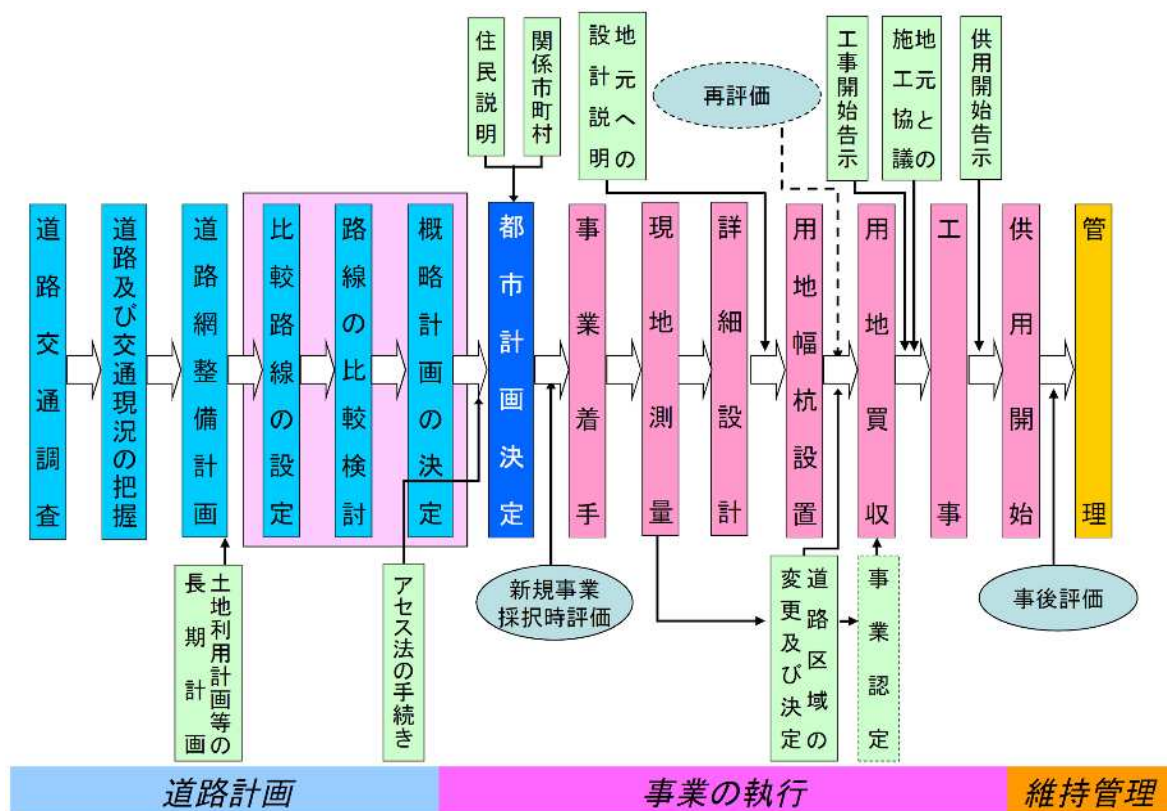 住民説明
関係市町村
地元への
設計説明
再評価
工事開始告示
地元との
施工協議
供用開始告示
道路交通調査
道路及び交通現況の把握
道路網整備計画
比較路線の設定
路線の比較検討
概略計画の決定
都市計画決定
事業着手
現地測量
詳細設計
用地幅杭設置
用地買収
工事
供用開始
管理
土地利用計画等の
長期計画
アセス法の手続き
新規事業
採択時評価
道路区域の
変更及び決定
事業認定
事後評価
道路計画
事業の執行
維持管理